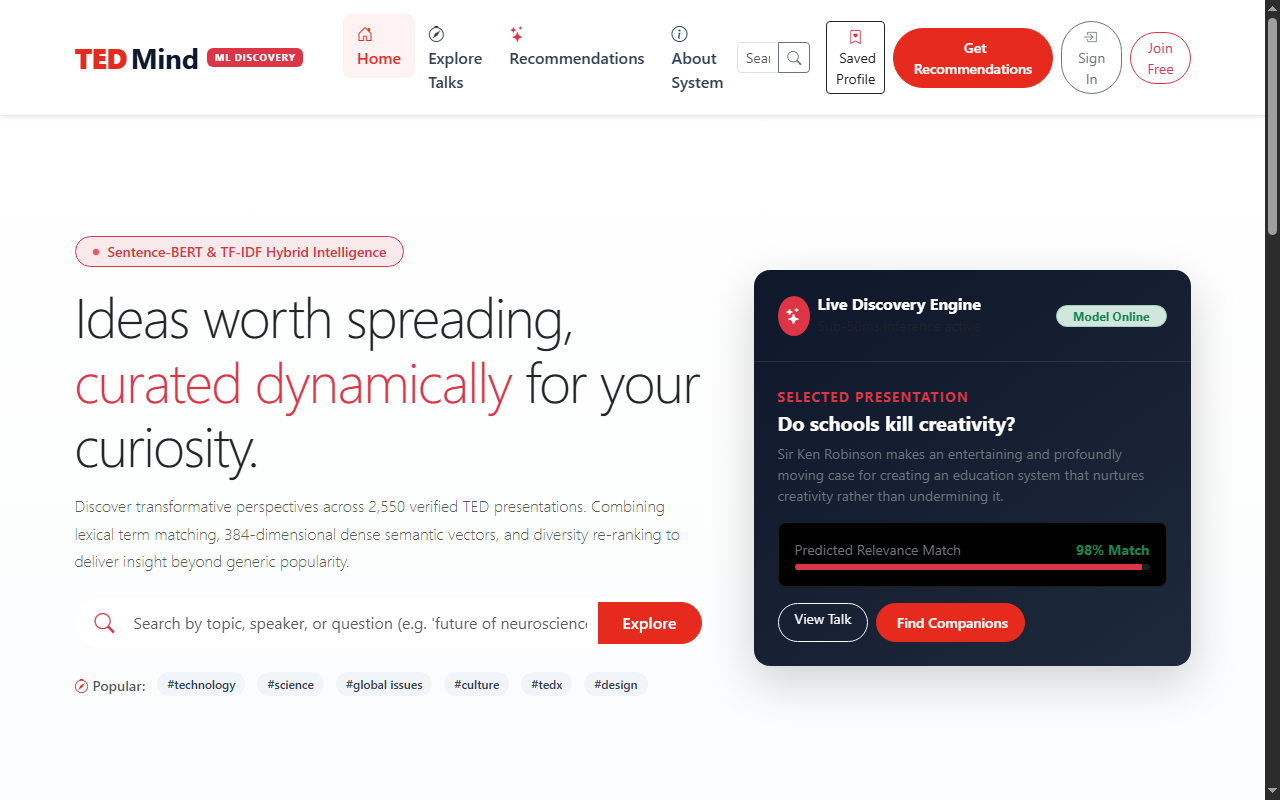 TED Mind ML DISCOVERY
Home
Explore
Talks
Recommendations
About
System
Sear
Saved
Profile
Get
Recommendations
Sign
In
Join
Free
Sentence-BERT & TF-IDF Hybrid Intelligence
Ideas worth spreading,
curated dynamically for your
curiosity.
Discover transformative perspectives across 2,550 verified TED presentations. Combining
lexical term matching, 384-dimensional dense semantic vectors, and diversity re-ranking to
deliver insight beyond generic popularity.
Search by topic, speaker, or question (e.g. 'future of neuroscience
Explore
Popular: #technology #science #global issues #culture #tedx #design
Live Discovery Engine
Sub-50ms inference active
Model Online
SELECTED PRESENTATION
Do schools kill creativity?
Sir Ken Robinson makes an entertaining and profoundly
moving case for creating an education system that nurtures
creativity rather than undermining it.
Predicted Relevance Match 98% Match
View Talk Find Companions